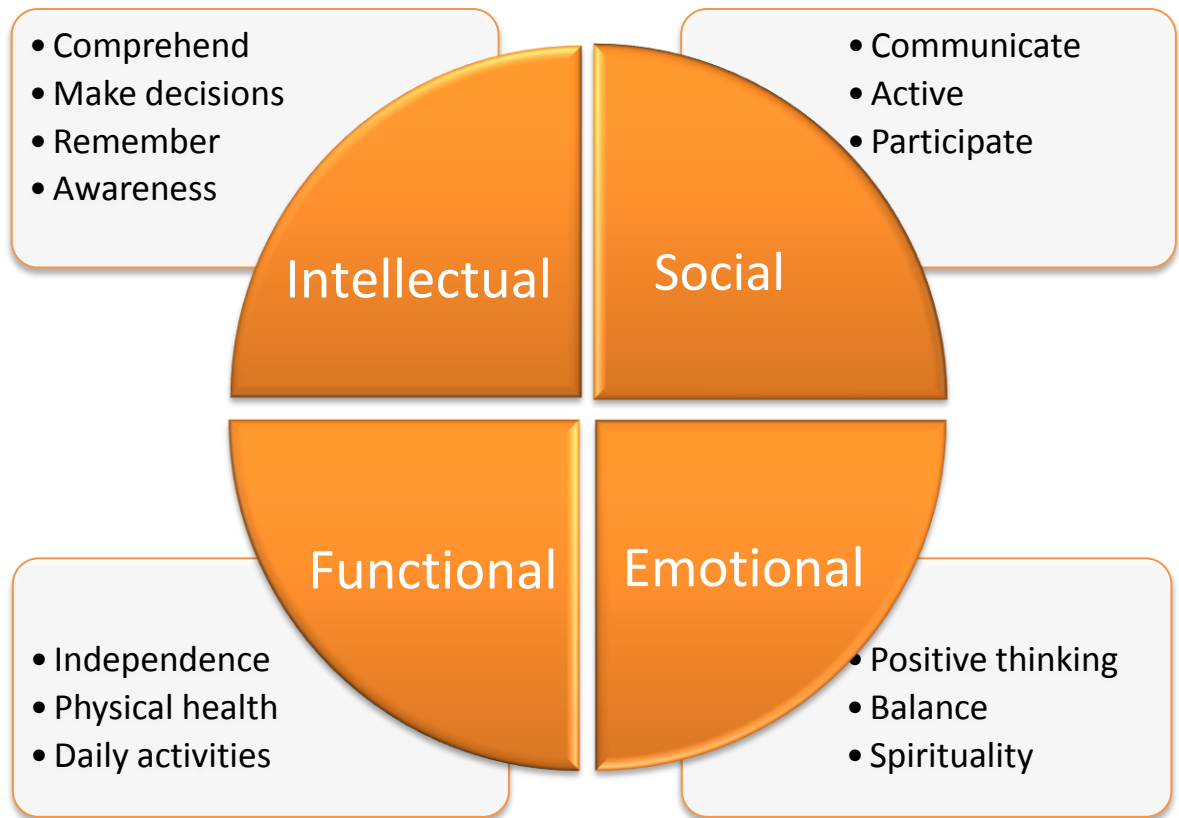 • Comprehend
• Make decisions
• Remember
• Awareness
• Communicate
• Active
• Participate
Intellectual
Social
Functional
Emotional
• Independence
• Physical health
• Daily activities
• Positive thinking
• Balance
• Spirituality